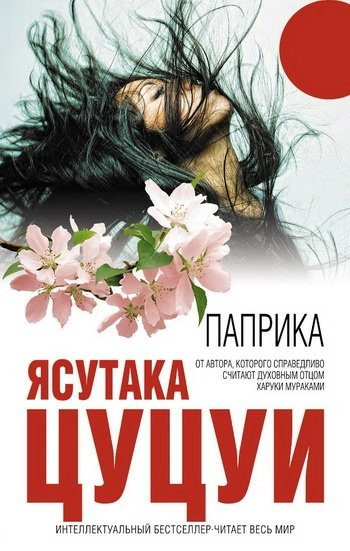 ПАПРИКА
ОТ АВТОРА, КОТОРОГО СПРАВЕДЛИВО
СЧИТАЮТ ДУХОВНЫМ ОТЦОМ
ХАРУКИ МУРАКАМИ
ЯСУТАКА
ЦУЦУИ
ИНТЕЛЛЕКТУАЛЬНЫЙ БЕСТСЕЛЛЕР·ЧИТАЕТ ВЕСЬ МИР